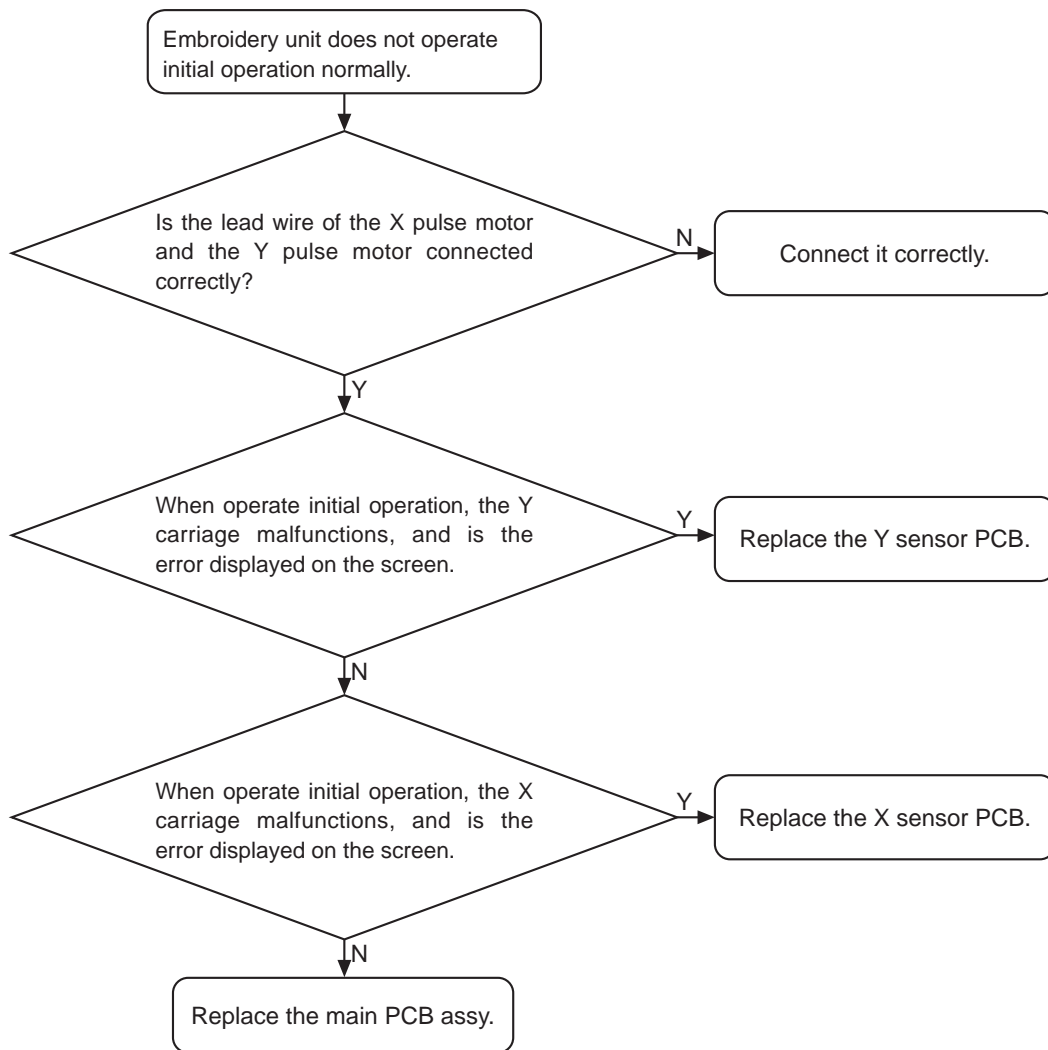 Embroidery unit does not operate
initial operation normally.
Is the lead wire of the X pulse motor
and the Y pulse motor connected
correctly?
N
Connect it correctly.
Y
When operate initial operation, the Y
carriage malfunctions, and is the
error displayed on the screen.
Y
Replace the Y sensor PCB.
N
When operate initial operation, the X
carriage malfunctions, and is the
error displayed on the screen.
Y
Replace the X sensor PCB.
N
Replace the main PCB assy.